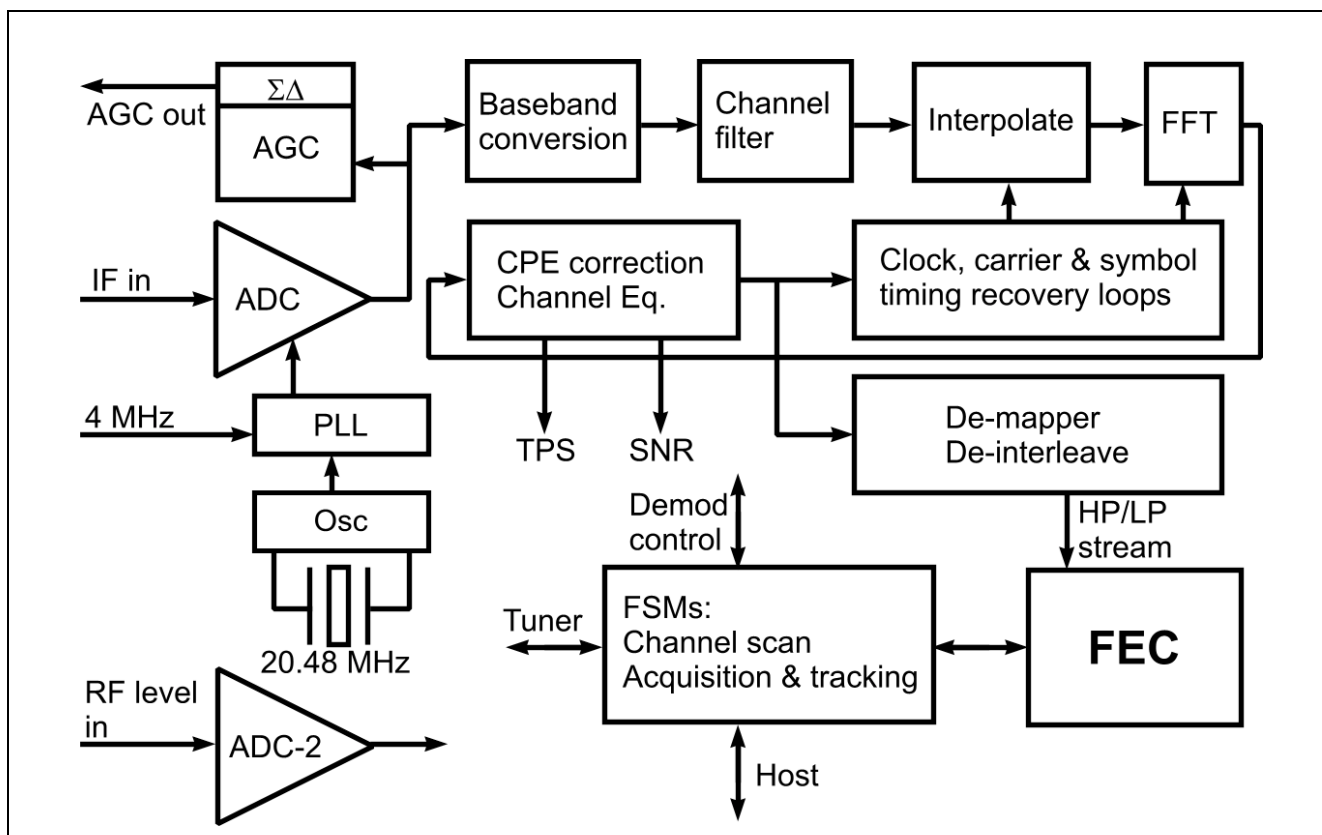 ΣΔ
AGC out
AGC
Baseband
conversion
Channel
filter
Interpolate
FFT
IF in
ADC
CPE correction
Channel Eq.
Clock, carrier & symbol
timing recovery loops
4 MHz
PLL
TPS
SNR
De-mapper
De-interleave
Osc
20.48 MHz
Demod
control
HP/LP
stream
Tuner
FSMs:
Channel scan
Acquisition & tracking
FEC
RF level
in
ADC-2
Host